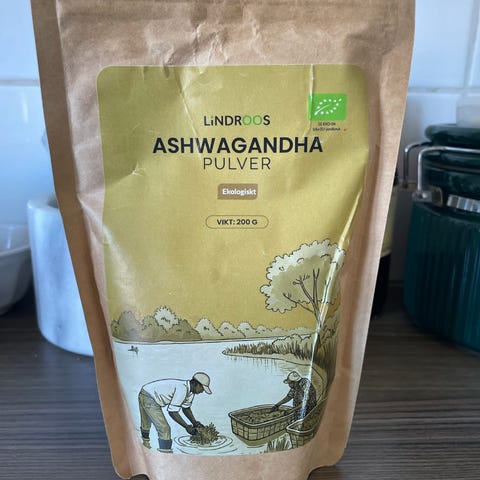 LiNDROOS
ASHWAGANDHA
PULVER
Ekologiskt
VIKT: 200 G